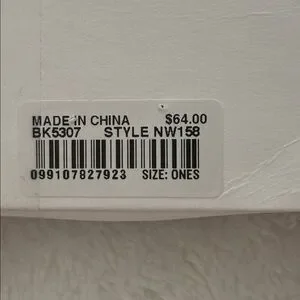 MADE IN CHINA $64.00
BK5307 STYLE NW158
099107827923 SIZE: ONES